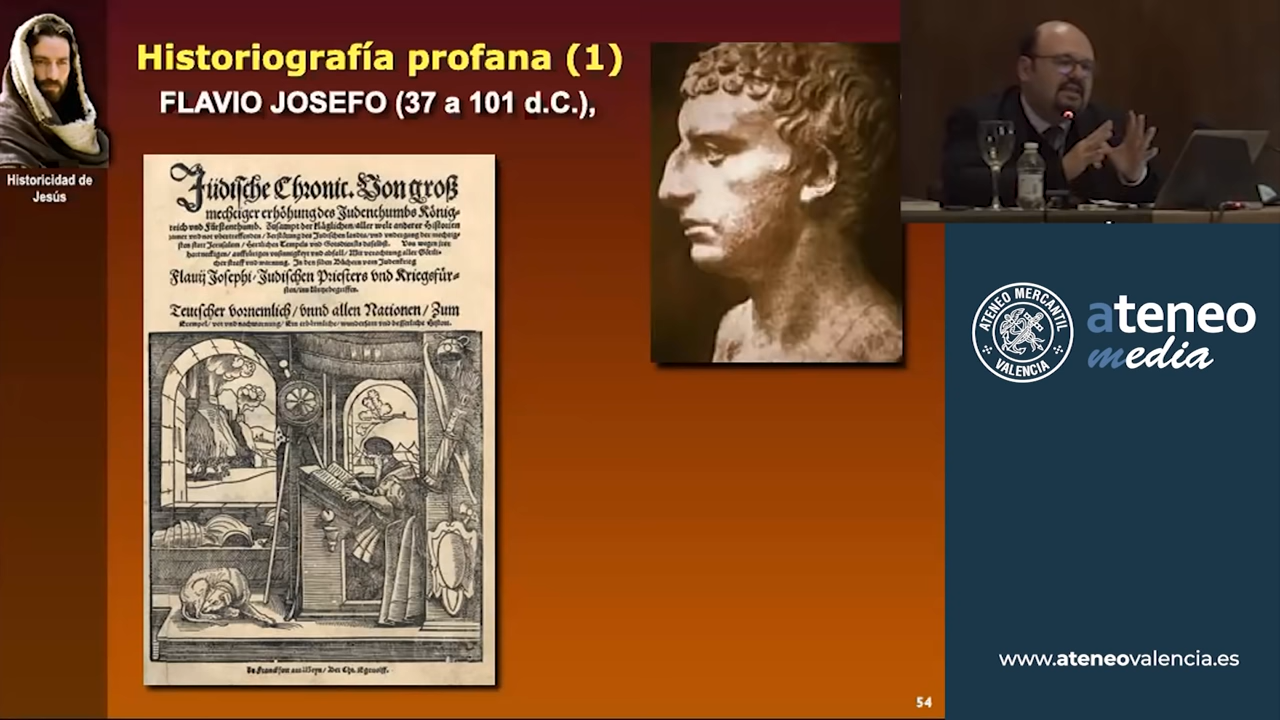 Historiografía profana (1)
FLAVIO JOSEFO (37 a 101 d.C.),
Historicidad de
Jesús
Jüdische Chronic. Von groß
mechtiger erhöhung des Judenthumbs König-
reich vnd Fürstenthumb.
Flauij Josephi/Jüdischen Priesters vnd Kriegsfür-
Teutscher vornemlich/vnnd allen Nationen/Zum
54
ATENEO MERCANTIL
VALENCIA
ateneo
media
www.ateneovalencia.es